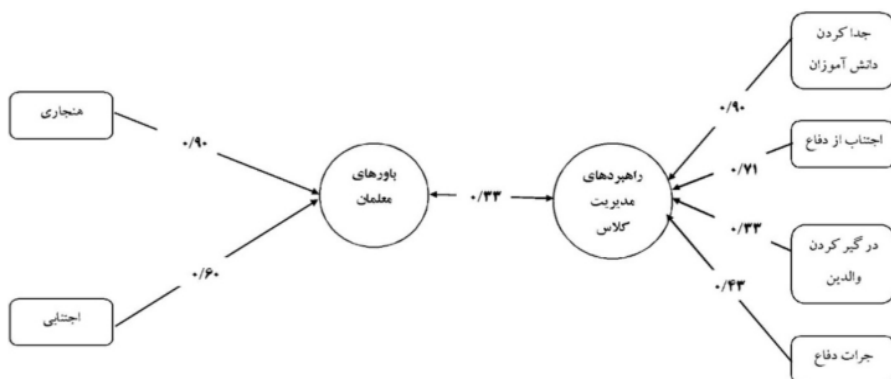 جدا کردن
دانش آموزان
۰/۹۰
اجتناب از دفاع
۰/۷۱
در گیر کردن
والدین
۰/۳۳
جرات دفاع
۰/۴۳
راهبردهای
مدیریت
کلاس
۰/۳۳
باورهای
معلمان
هنجاری
۰/۹۰
اجتنابی
۰/۶۰